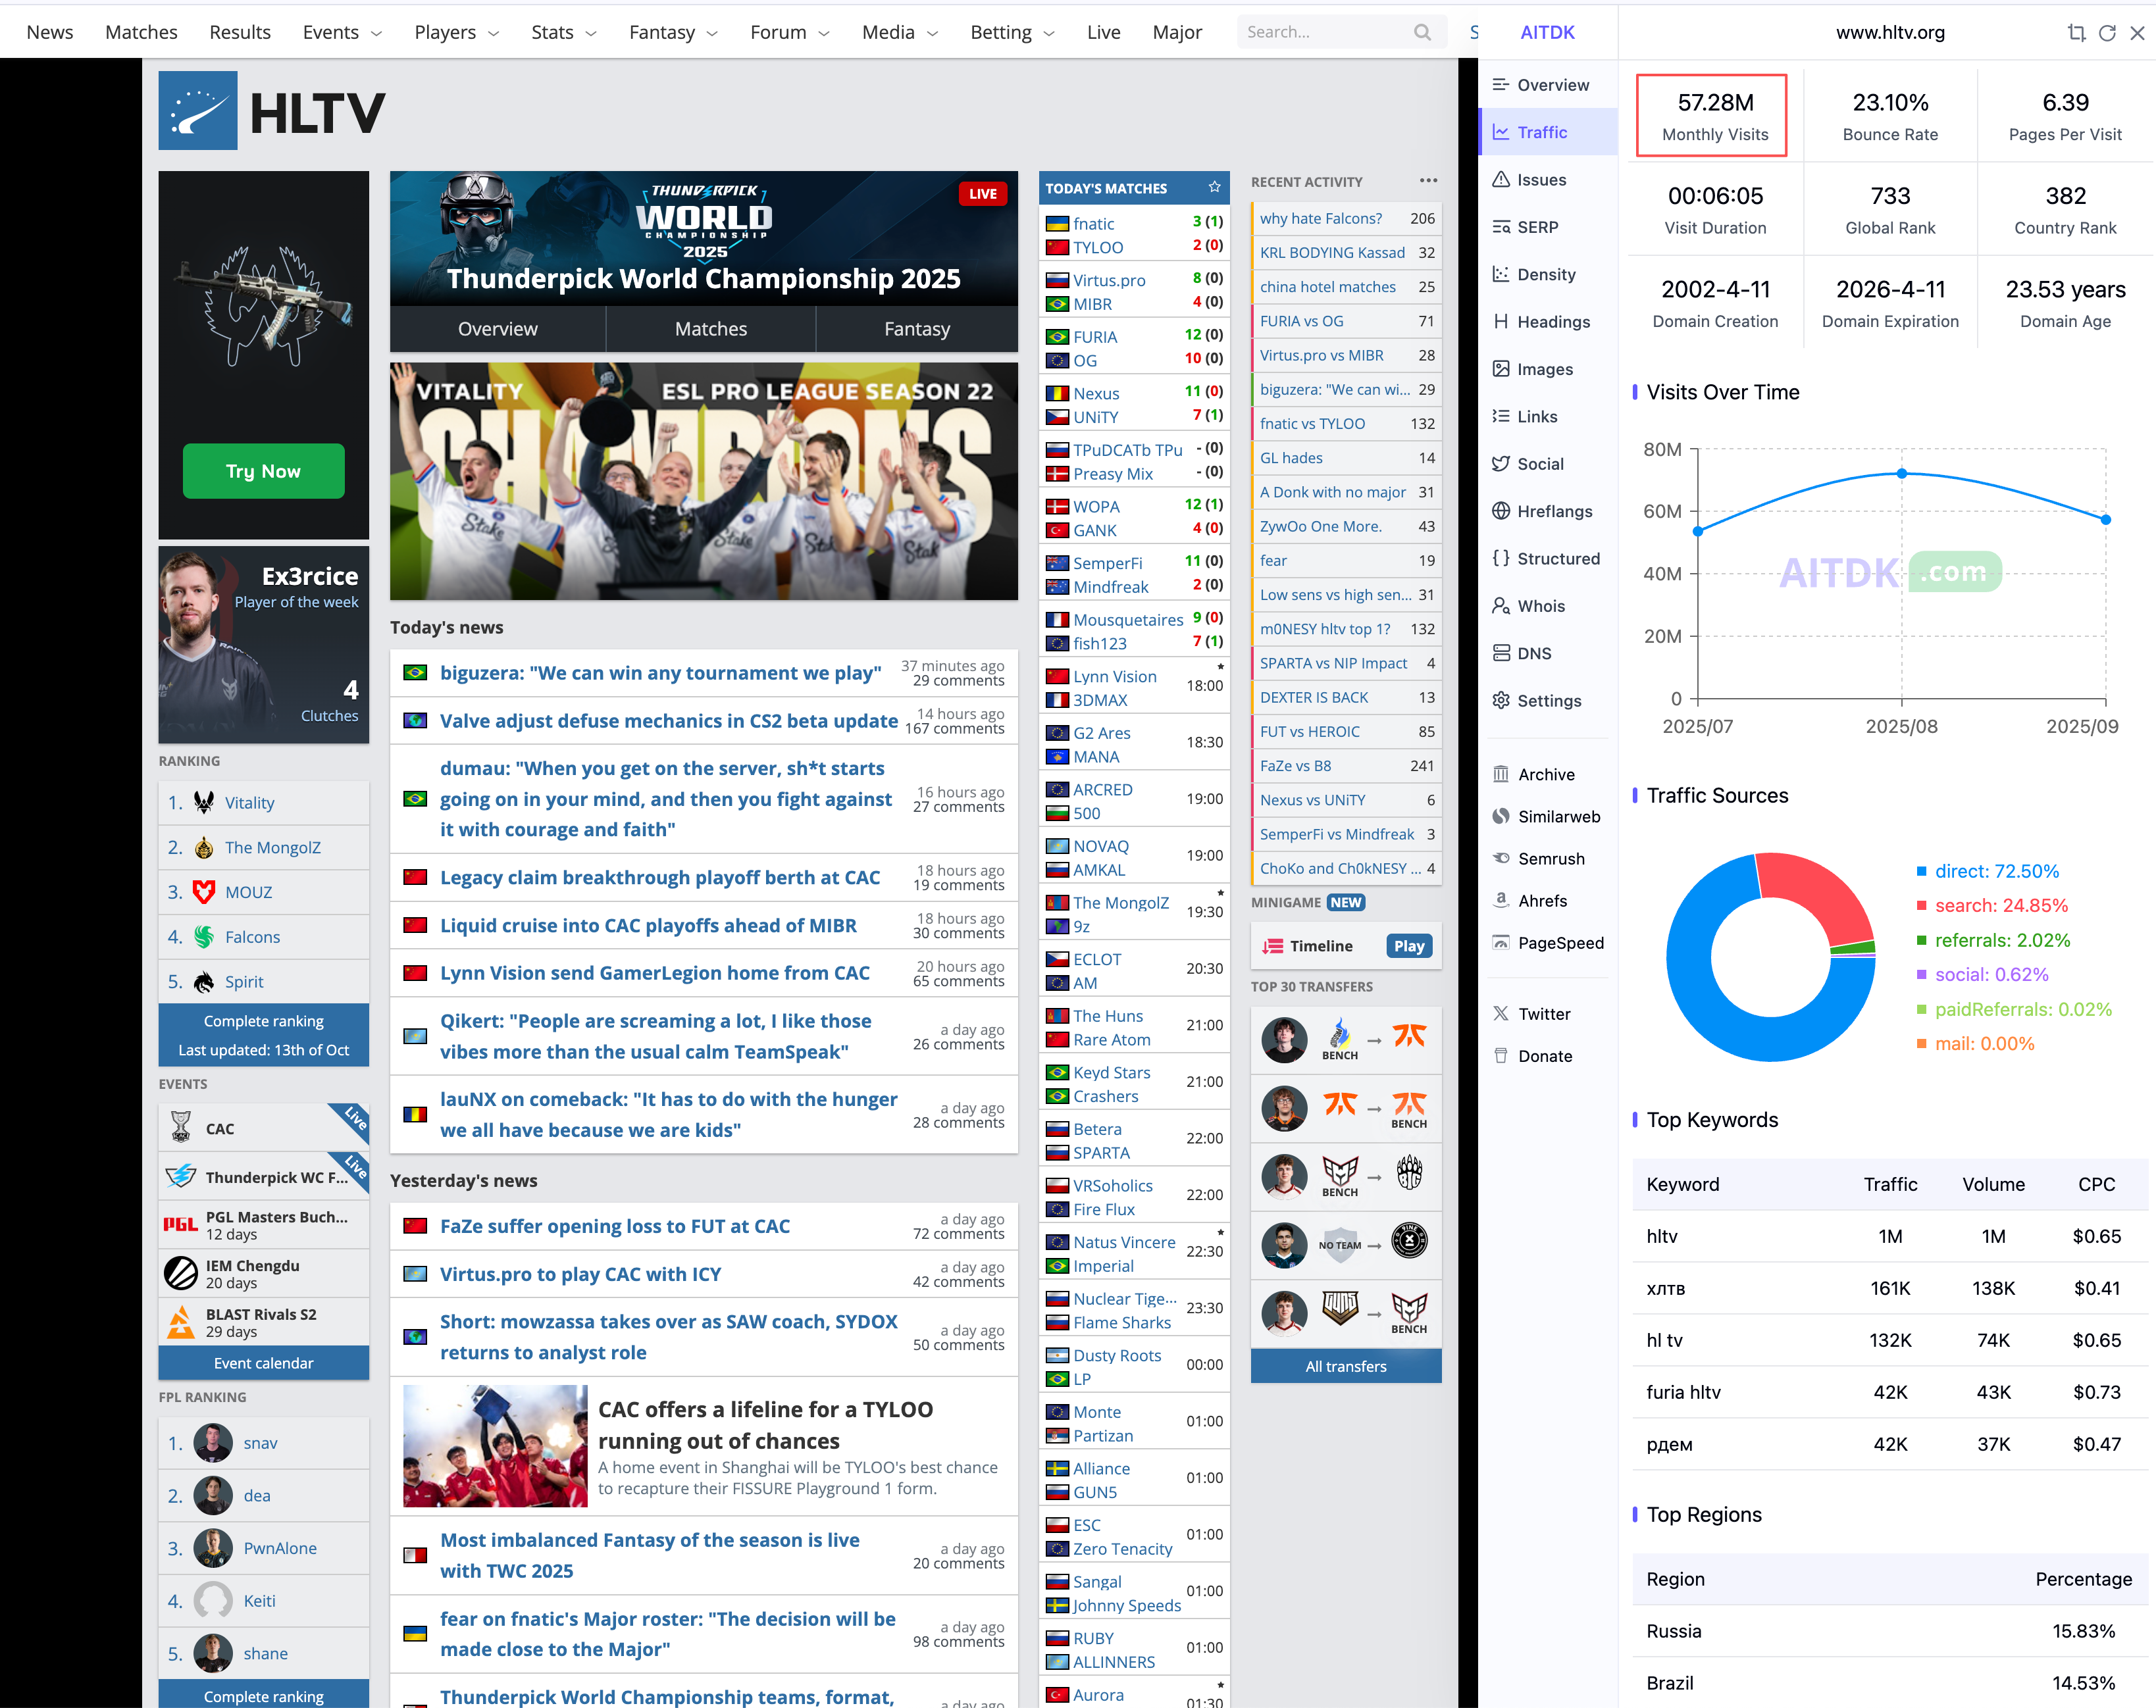 News Matches Results Events Players Stats Fantasy Forum Media Betting Live Major Search... S
HLTV
Try Now
Ex3rcice
Player of the week
4
Clutches
RANKING
1. Vitality
2. The MongolZ
3. MOUZ
4. Falcons
5. Spirit
Complete ranking
Last updated: 13th of Oct
EVENTS
CAC
Live
Thunderpick WC F...
Live
PGL
PGL Masters Buch...
12 days
IEM Chengdu
20 days
BLAST Rivals S2
29 days
Event calendar
FPL RANKING
1. snav
2. dea
3. PwnAlone
4. Keiti
5. shane
Complete ranking
THUNDERPICK
WORLD
CHAMPIONSHIP
2025
LIVE
Thunderpick World Championship 2025
Overview Matches Fantasy
VITALITY ESL PRO LEAGUE SEASON 22
CHAMPIONS
Stake Stake Stake Stake
Today's news
biguzera: "We can win any tournament we play"
37 minutes ago
29 comments
Valve adjust defuse mechanics in CS2 beta update
14 hours ago
167 comments
dumau: "When you get on the server, sh*t starts
going on in your mind, and then you fight against
it with courage and faith"
16 hours ago
27 comments
Legacy claim breakthrough playoff berth at CAC
18 hours ago
19 comments
Liquid cruise into CAC playoffs ahead of MIBR
18 hours ago
30 comments
Lynn Vision send GamerLegion home from CAC
20 hours ago
65 comments
Qikert: "People are screaming a lot, I like those
vibes more than the usual calm TeamSpeak"
a day ago
26 comments
lauNX on comeback: "It has to do with the hunger
we all have because we are kids"
a day ago
28 comments
Yesterday's news
FaZe suffer opening loss to FUT at CAC
a day ago
72 comments
Virtus.pro to play CAC with ICY
a day ago
42 comments
Short: mowzassa takes over as SAW coach, SYDOX
returns to analyst role
a day ago
50 comments
CAC offers a lifeline for a TYLOO
running out of chances
A home event in Shanghai will be TYLOO's best chance
to recapture their FISSURE Playground 1 form.
Most imbalanced Fantasy of the season is live
with TWC 2025
a day ago
20 comments
fear on fnatic's Major roster: "The decision will be
made close to the Major"
a day ago
98 comments
Thunderpick World Championship teams, format,
a day ago
TODAY'S MATCHES
fnatic 3 (1)
TYLOO 2 (0)
Virtus.pro 8 (0)
MIBR 4 (0)
FURIA 12 (0)
OG 10 (0)
Nexus 11 (0)
UNiTY 7 (1)
TPuDCATb TPu - (0)
Preasy Mix - (0)
WOPA 12 (1)
GANK 4 (0)
SemperFi 11 (0)
Mindfreak 2 (0)
Mousquetaires 9 (0)
fish123 7 (1)
Lynn Vision
3DMAX
18:00
G2 Ares
MANA
18:30
ARCRED
500
19:00
NOVAQ
AMKAL
19:00
The MongolZ
9z
19:30
ECLOT
AM
20:30
The Huns
Rare Atom
21:00
Keyd Stars
Crashers
21:00
Betera
SPARTA
22:00
VRSoholics
Fire Flux
22:00
Natus Vincere
Imperial
22:30
Nuclear Tige...
Flame Sharks
23:30
Dusty Roots
LP
00:00
Monte
Partizan
01:00
Alliance
GUN5
01:00
ESC
Zero Tenacity
01:00
Sangal
Johnny Speeds
01:00
RUBY
ALLINNERS
01:00
Aurora
01:30
RECENT ACTIVITY
why hate Falcons? 206
KRL BODYING Kassad 32
china hotel matches 25
FURIA vs OG 71
Virtus.pro vs MIBR 28
biguzera: "We can wi... 29
fnatic vs TYLOO 132
GL hades 14
A Donk with no major 31
ZywOo One More. 43
fear 19
Low sens vs high sen... 31
m0NESY hltv top 1? 132
SPARTA vs NIP Impact 4
DEXTER IS BACK 13
FUT vs HEROIC 85
FaZe vs B8 241
Nexus vs UNiTY 6
SemperFi vs Mindfreak 3
ChoKo and Ch0kNESY ... 4
MINIGAME NEW
Timeline Play
TOP 30 TRANSFERS
BENCH
BENCH
BENCH
NO TEAM
BENCH
All transfers
AITDK
www.hltv.org
Overview
Traffic
Issues
SERP
Density
Headings
Images
Links
Social
Hreflangs
Structured
Whois
DNS
Settings
Archive
Similarweb
Semrush
Ahrefs
PageSpeed
Twitter
Donate
57.28M
Monthly Visits
23.10%
Bounce Rate
6.39
Pages Per Visit
00:06:05
Visit Duration
733
Global Rank
382
Country Rank
2002-4-11
Domain Creation
2026-4-11
Domain Expiration
23.53 years
Domain Age
Visits Over Time
80M
60M
40M
20M
0
2025/07 2025/08 2025/09
AITDK .com
Traffic Sources
direct: 72.50%
search: 24.85%
referrals: 2.02%
social: 0.62%
paidReferrals: 0.02%
mail: 0.00%
Top Keywords
Keyword Traffic Volume CPC
hltv 1M 1M $0.65
хлтв 161K 138K $0.41
hl tv 132K 74K $0.65
furia hltv 42K 43K $0.73
рдем 42K 37K $0.47
Top Regions
Region Percentage
Russia 15.83%
Brazil 14.53%